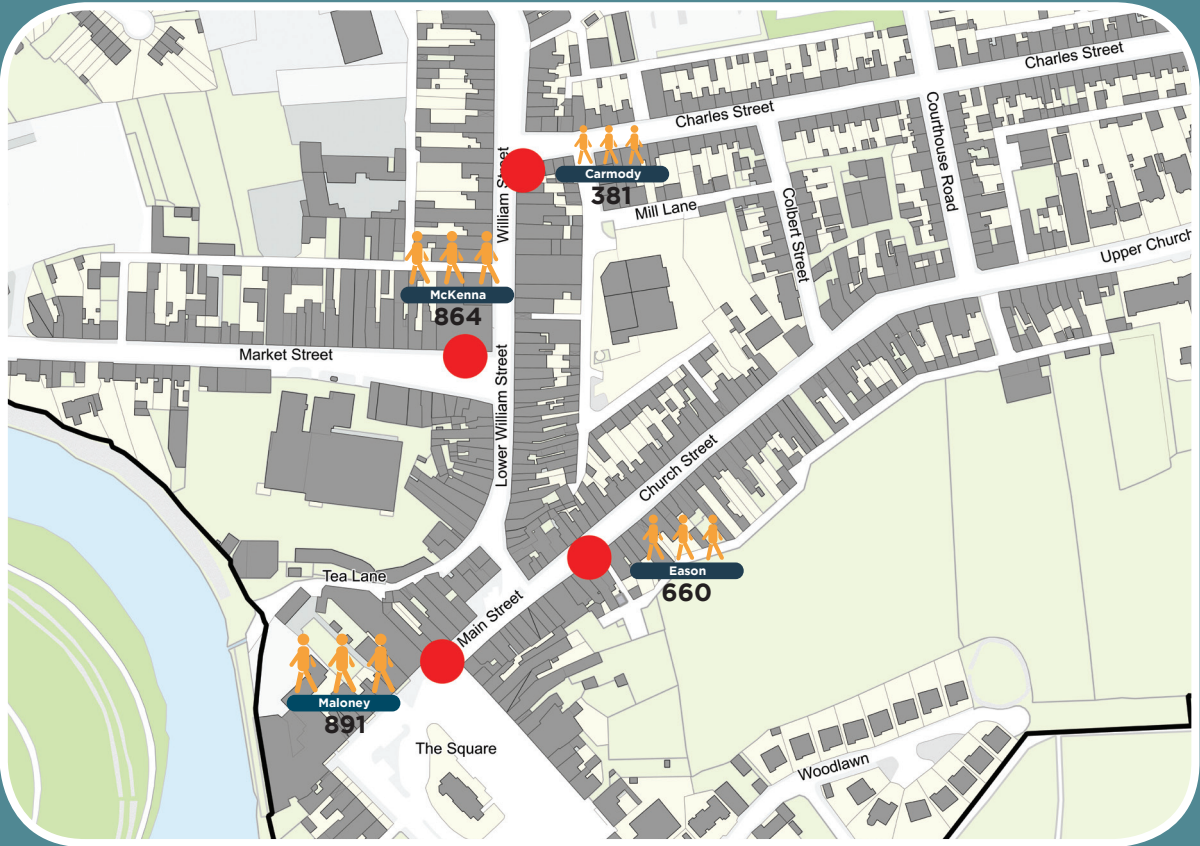 Charles Street
Charles Street
Courthouse Road
William Street
Carmody
381
Mill Lane
Colbert Street
Upper Church
McKenna
864
Market Street
Lower William Street
Church Street
Eason
660
Tea Lane
Main Street
Maloney
891
The Square
Woodlawn